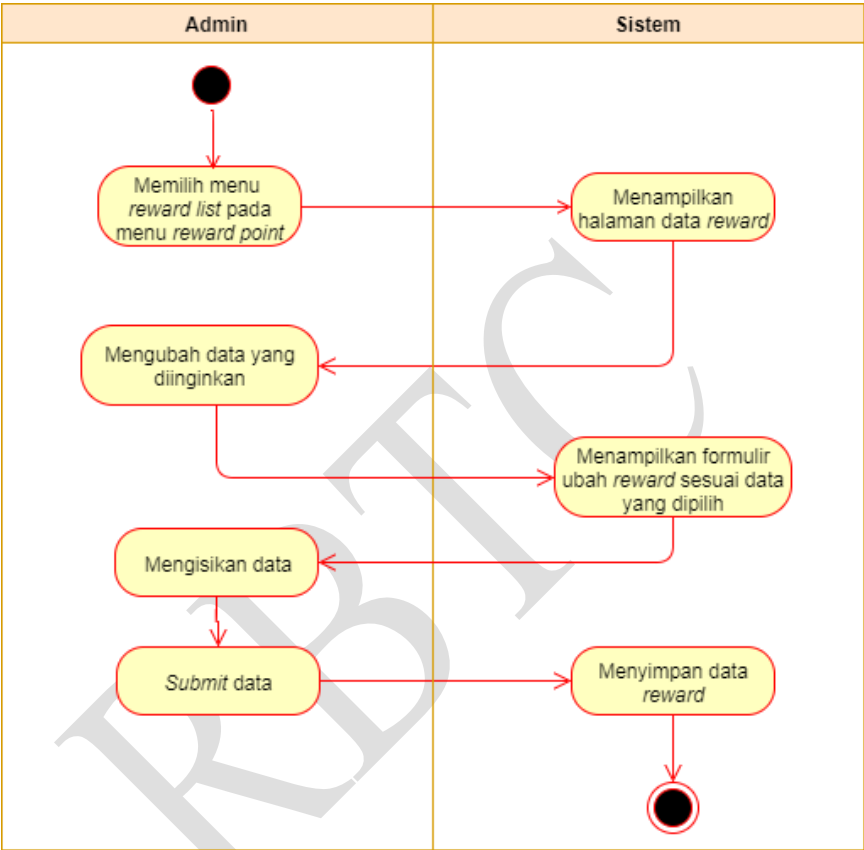 Admin
Sistem
Memilih menu
reward list pada
menu reward point
Menampilkan
halaman data reward
Mengubah data yang
diinginkan
Menampilkan formulir
ubah reward sesuai data
yang dipilih
Mengisikan data
Submit data
Menyimpan data
reward
RBTC